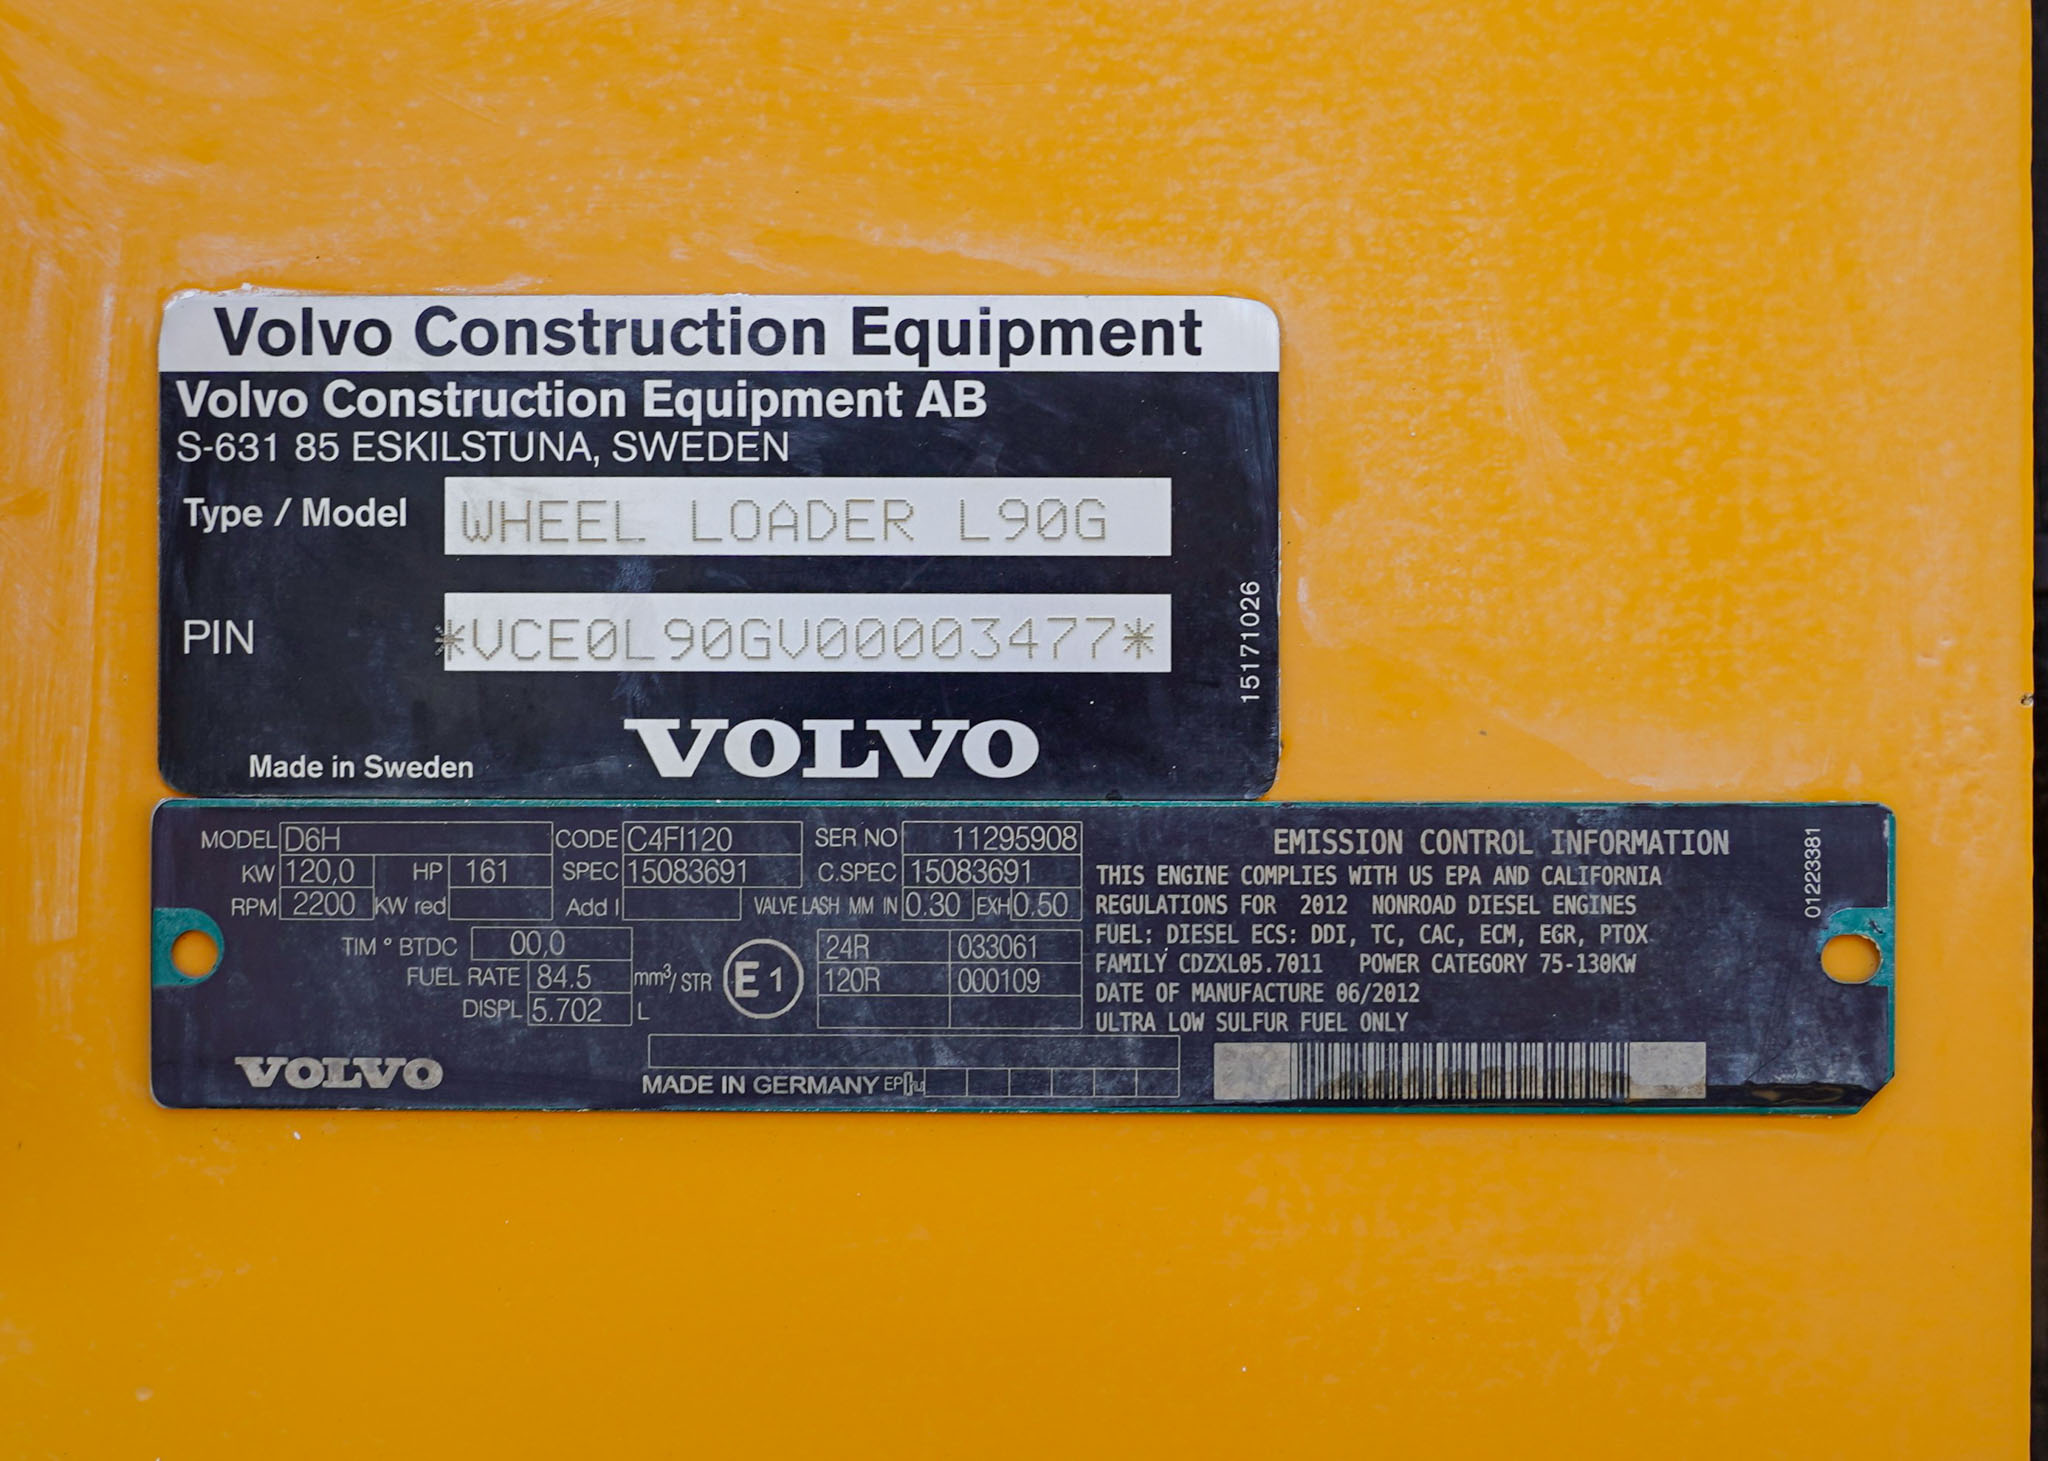 Volvo Construction Equipment
Volvo Construction Equipment AB
S-631 85 ESKILSTUNA, SWEDEN
Type / Model WHEEL LOADER L90G
PIN *VCE0L90GV00003477*
15171026
Made in Sweden VOLVO
MODEL D6H CODE C4FI120 SER NO 11295908
KW 120,0 HP 161 SPEC 15083691 C.SPEC 15083691
RPM 2200 KW red Add I VALVE LASH MM IN 0.30 EXH 0.50
TIM ° BTDC 00,0
FUEL RATE 84.5 mm³/STR
DISPL 5.702 L
E1
24R 033061
120R 000109
VOLVO
MADE IN GERMANY
EMISSION CONTROL INFORMATION
THIS ENGINE COMPLIES WITH US EPA AND CALIFORNIA
REGULATIONS FOR 2012 NONROAD DIESEL ENGINES
FUEL: DIESEL ECS: DDI, TC, CAC, ECM, EGR, PTOX
FAMILY CDZXL05.7011 POWER CATEGORY 75-130KW
DATE OF MANUFACTURE 06/2012
ULTRA LOW SULFUR FUEL ONLY
01223381